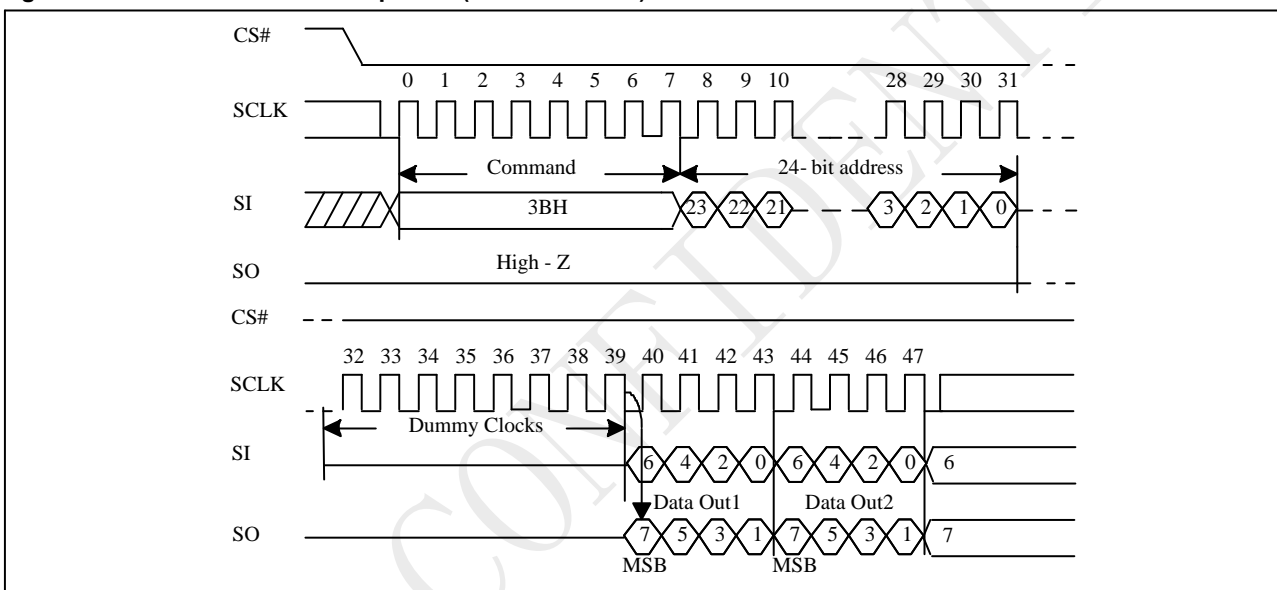 CS#
0 1 2 3 4 5 6 7 8 9 10 28 29 30 31
SCLK
Command 24- bit address
SI 3BH 23 22 21 3 2 1 0
High - Z
SO
CS#
32 33 34 35 36 37 38 39 40 41 42 43 44 45 46 47
SCLK
Dummy Clocks
SI 6 4 2 0 6 4 2 0 6
Data Out1 Data Out2
SO 7 5 3 1 7 5 3 1 7
MSB MSB